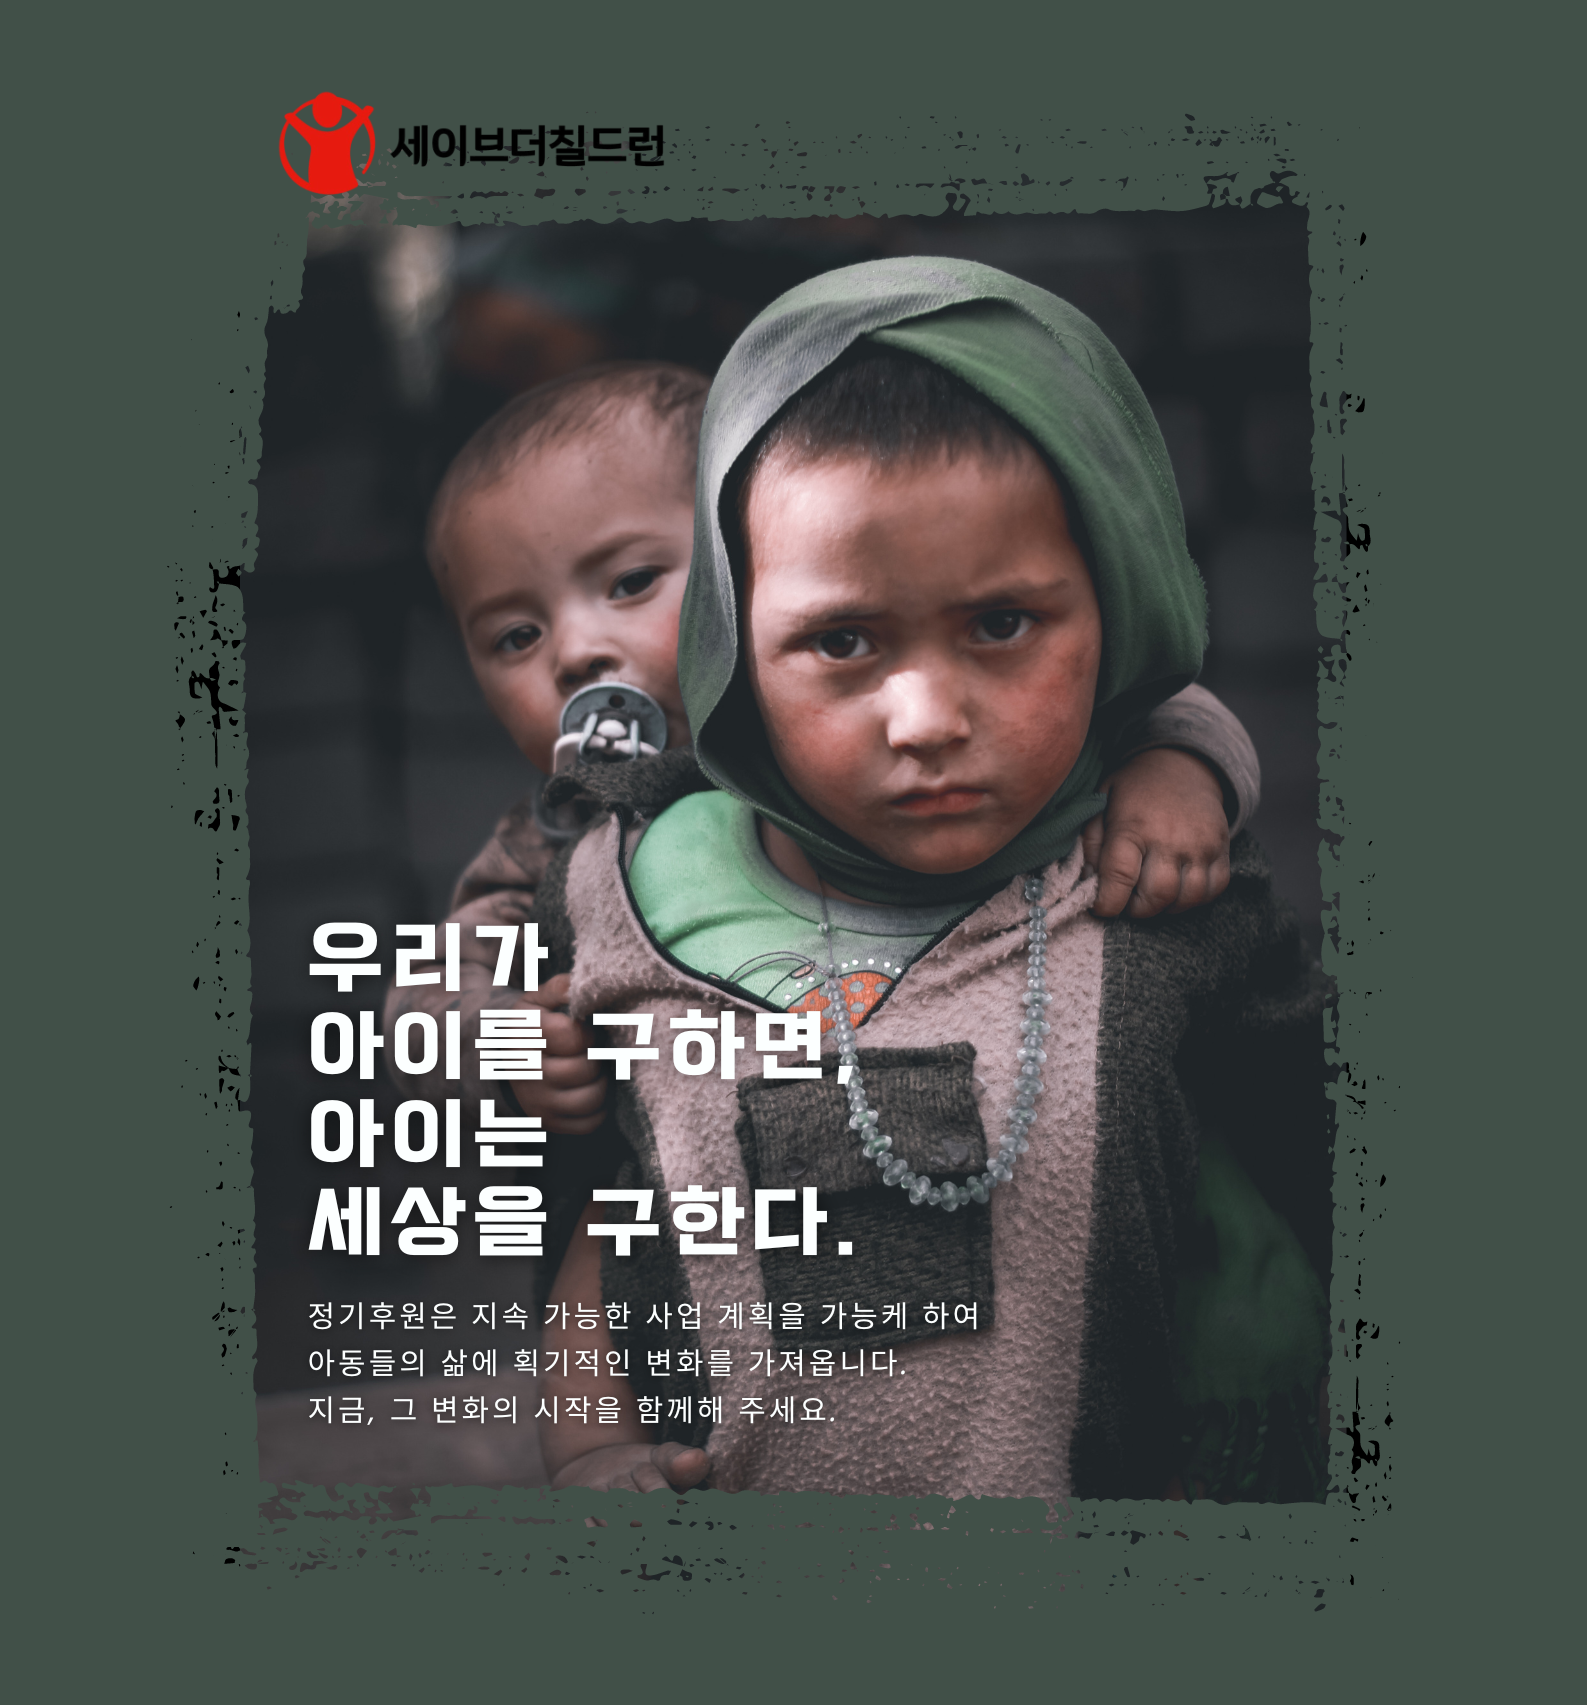 세이브더칠드런
우리가
아이를 구하면,
아이는
세상을 구한다.
정기후원은 지속 가능한 사업 계획을 가능케 하여
아동들의 삶에 획기적인 변화를 가져옵니다.
지금, 그 변화의 시작을 함께해 주세요.